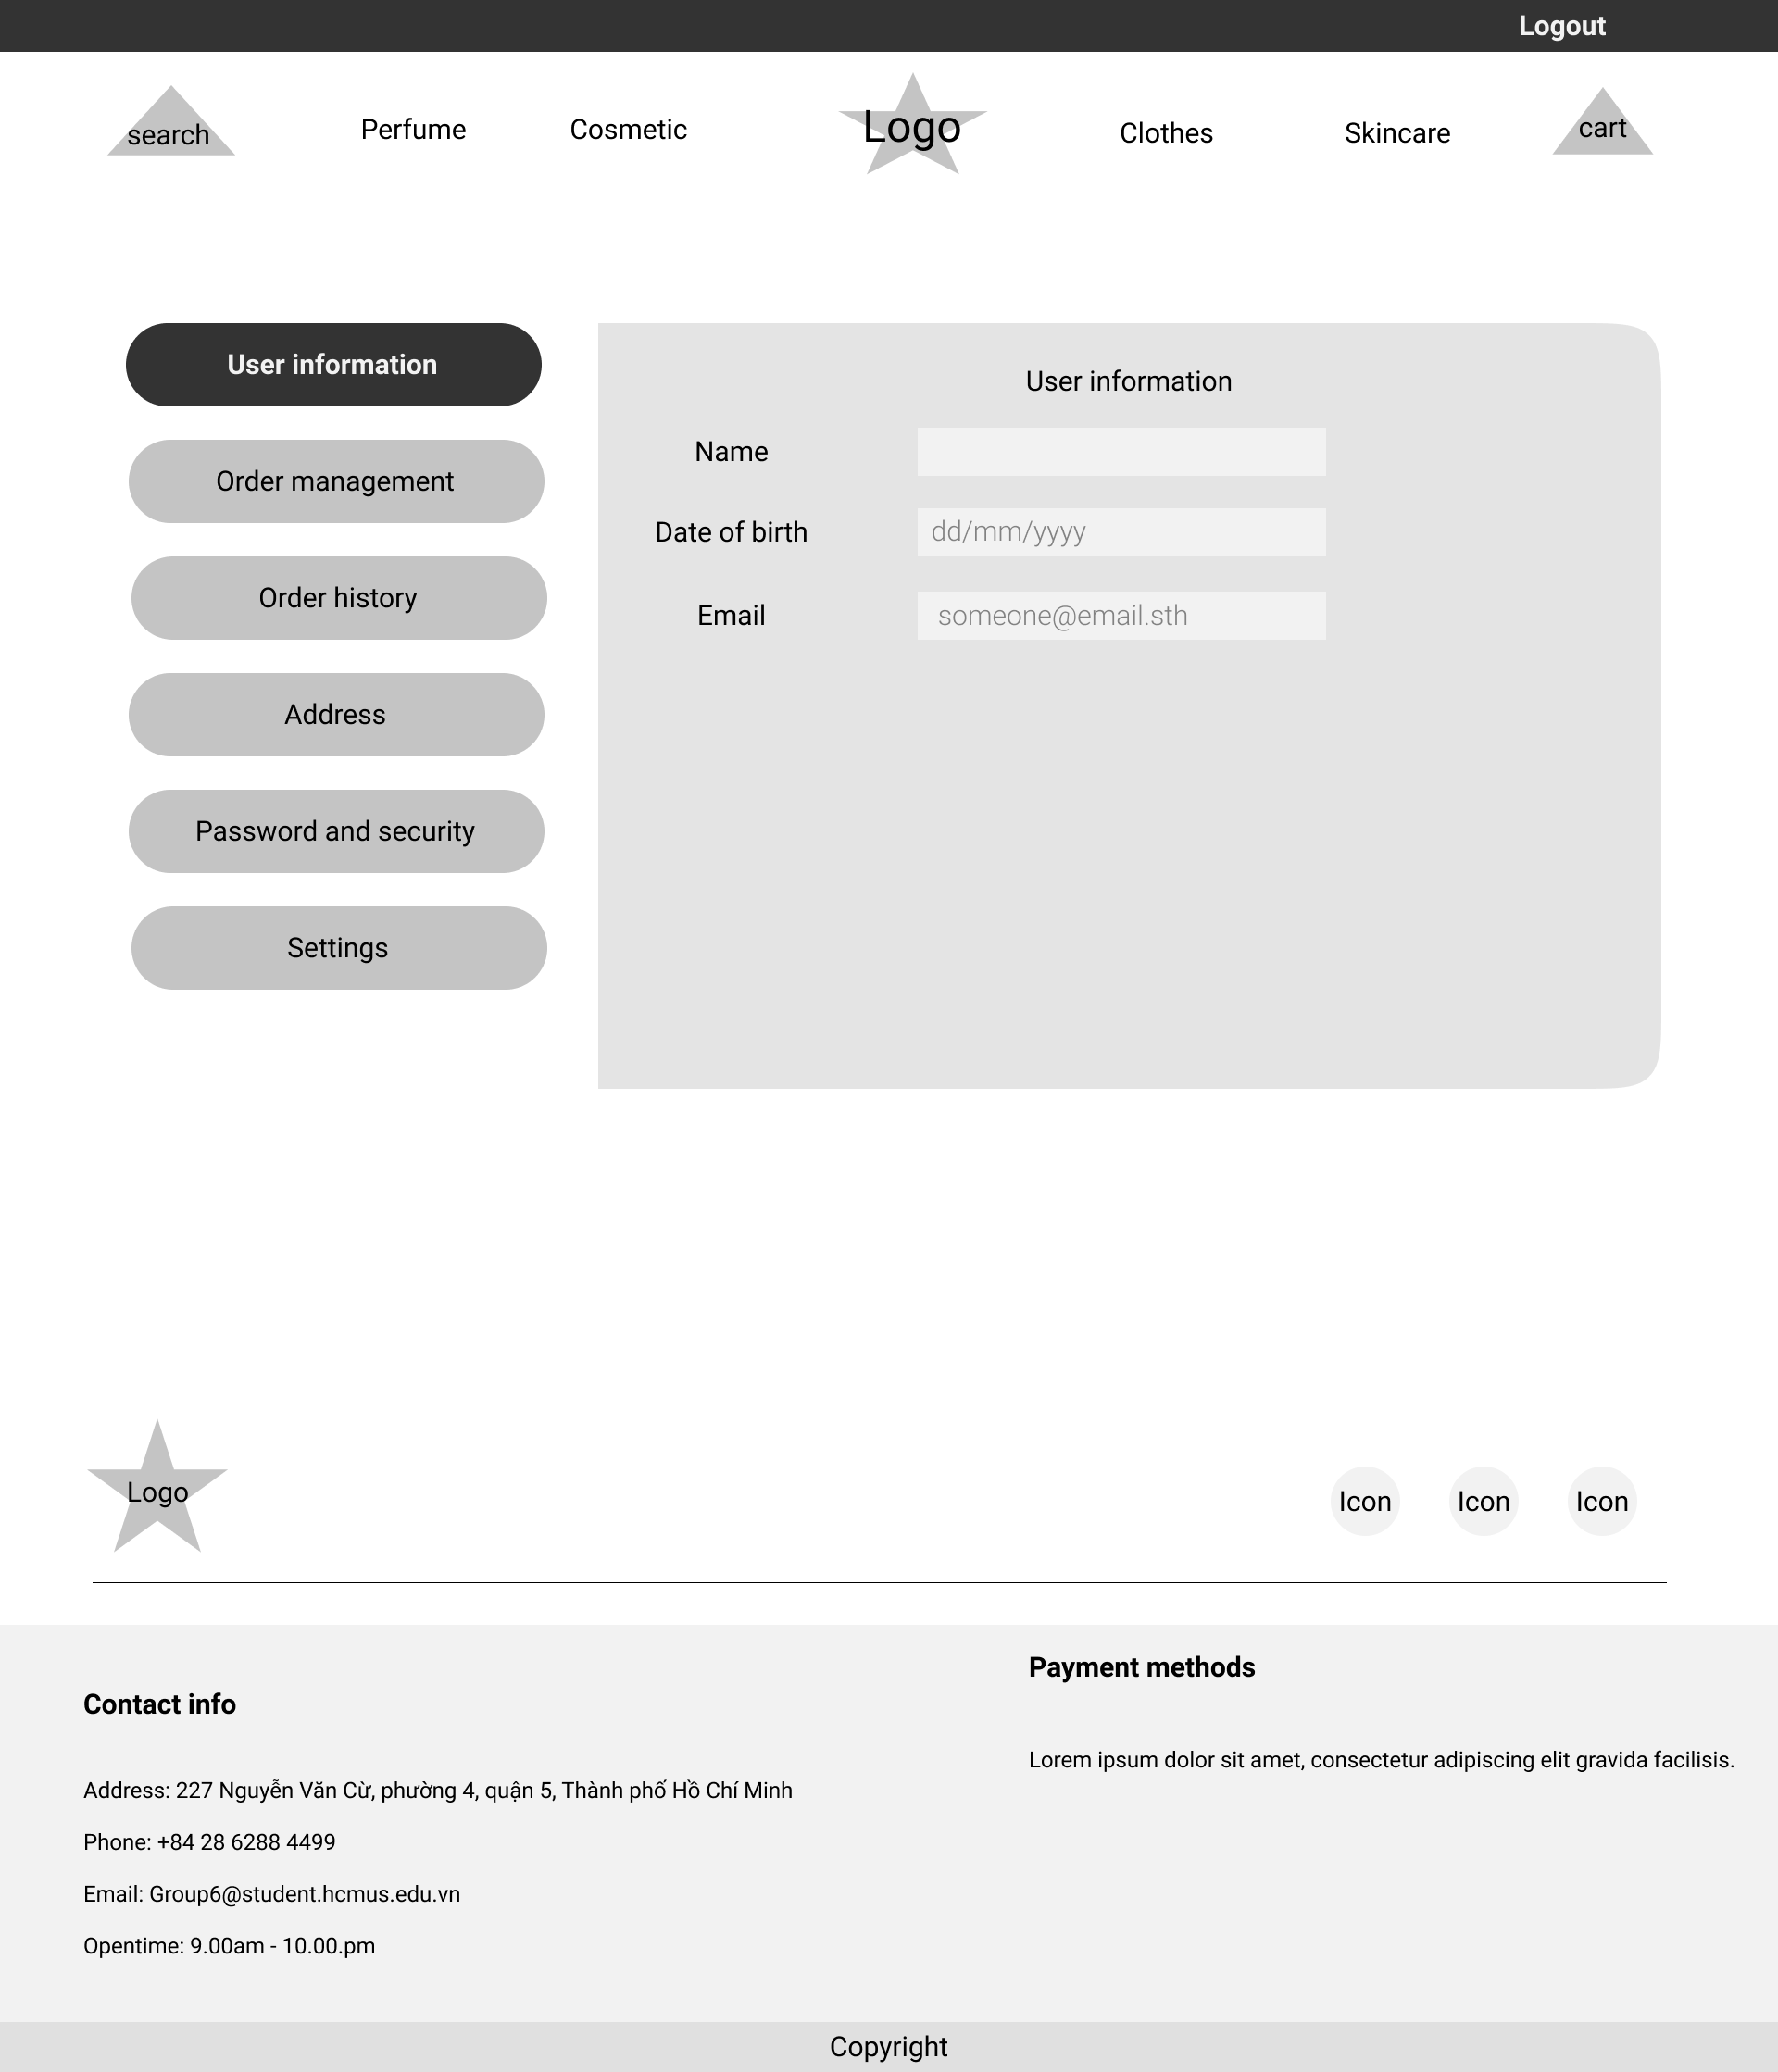 Logout
search
Perfume
Cosmetic
Logo
Clothes
Skincare
cart
User information
Order management
Order history
Address
Password and security
Settings
User information
Name
Date of birth
dd/mm/yyyy
Email
someone@email.sth
Logo
Icon
Icon
Icon
Contact info
Address: 227 Nguyễn Văn Cừ, phường 4, quận 5, Thành phố Hồ Chí Minh
Phone: +84 28 6288 4499
Email: Group6@student.hcmus.edu.vn
Opentime: 9.00am - 10.00.pm
Payment methods
Lorem ipsum dolor sit amet, consectetur adipiscing elit gravida facilisis.
Copyright